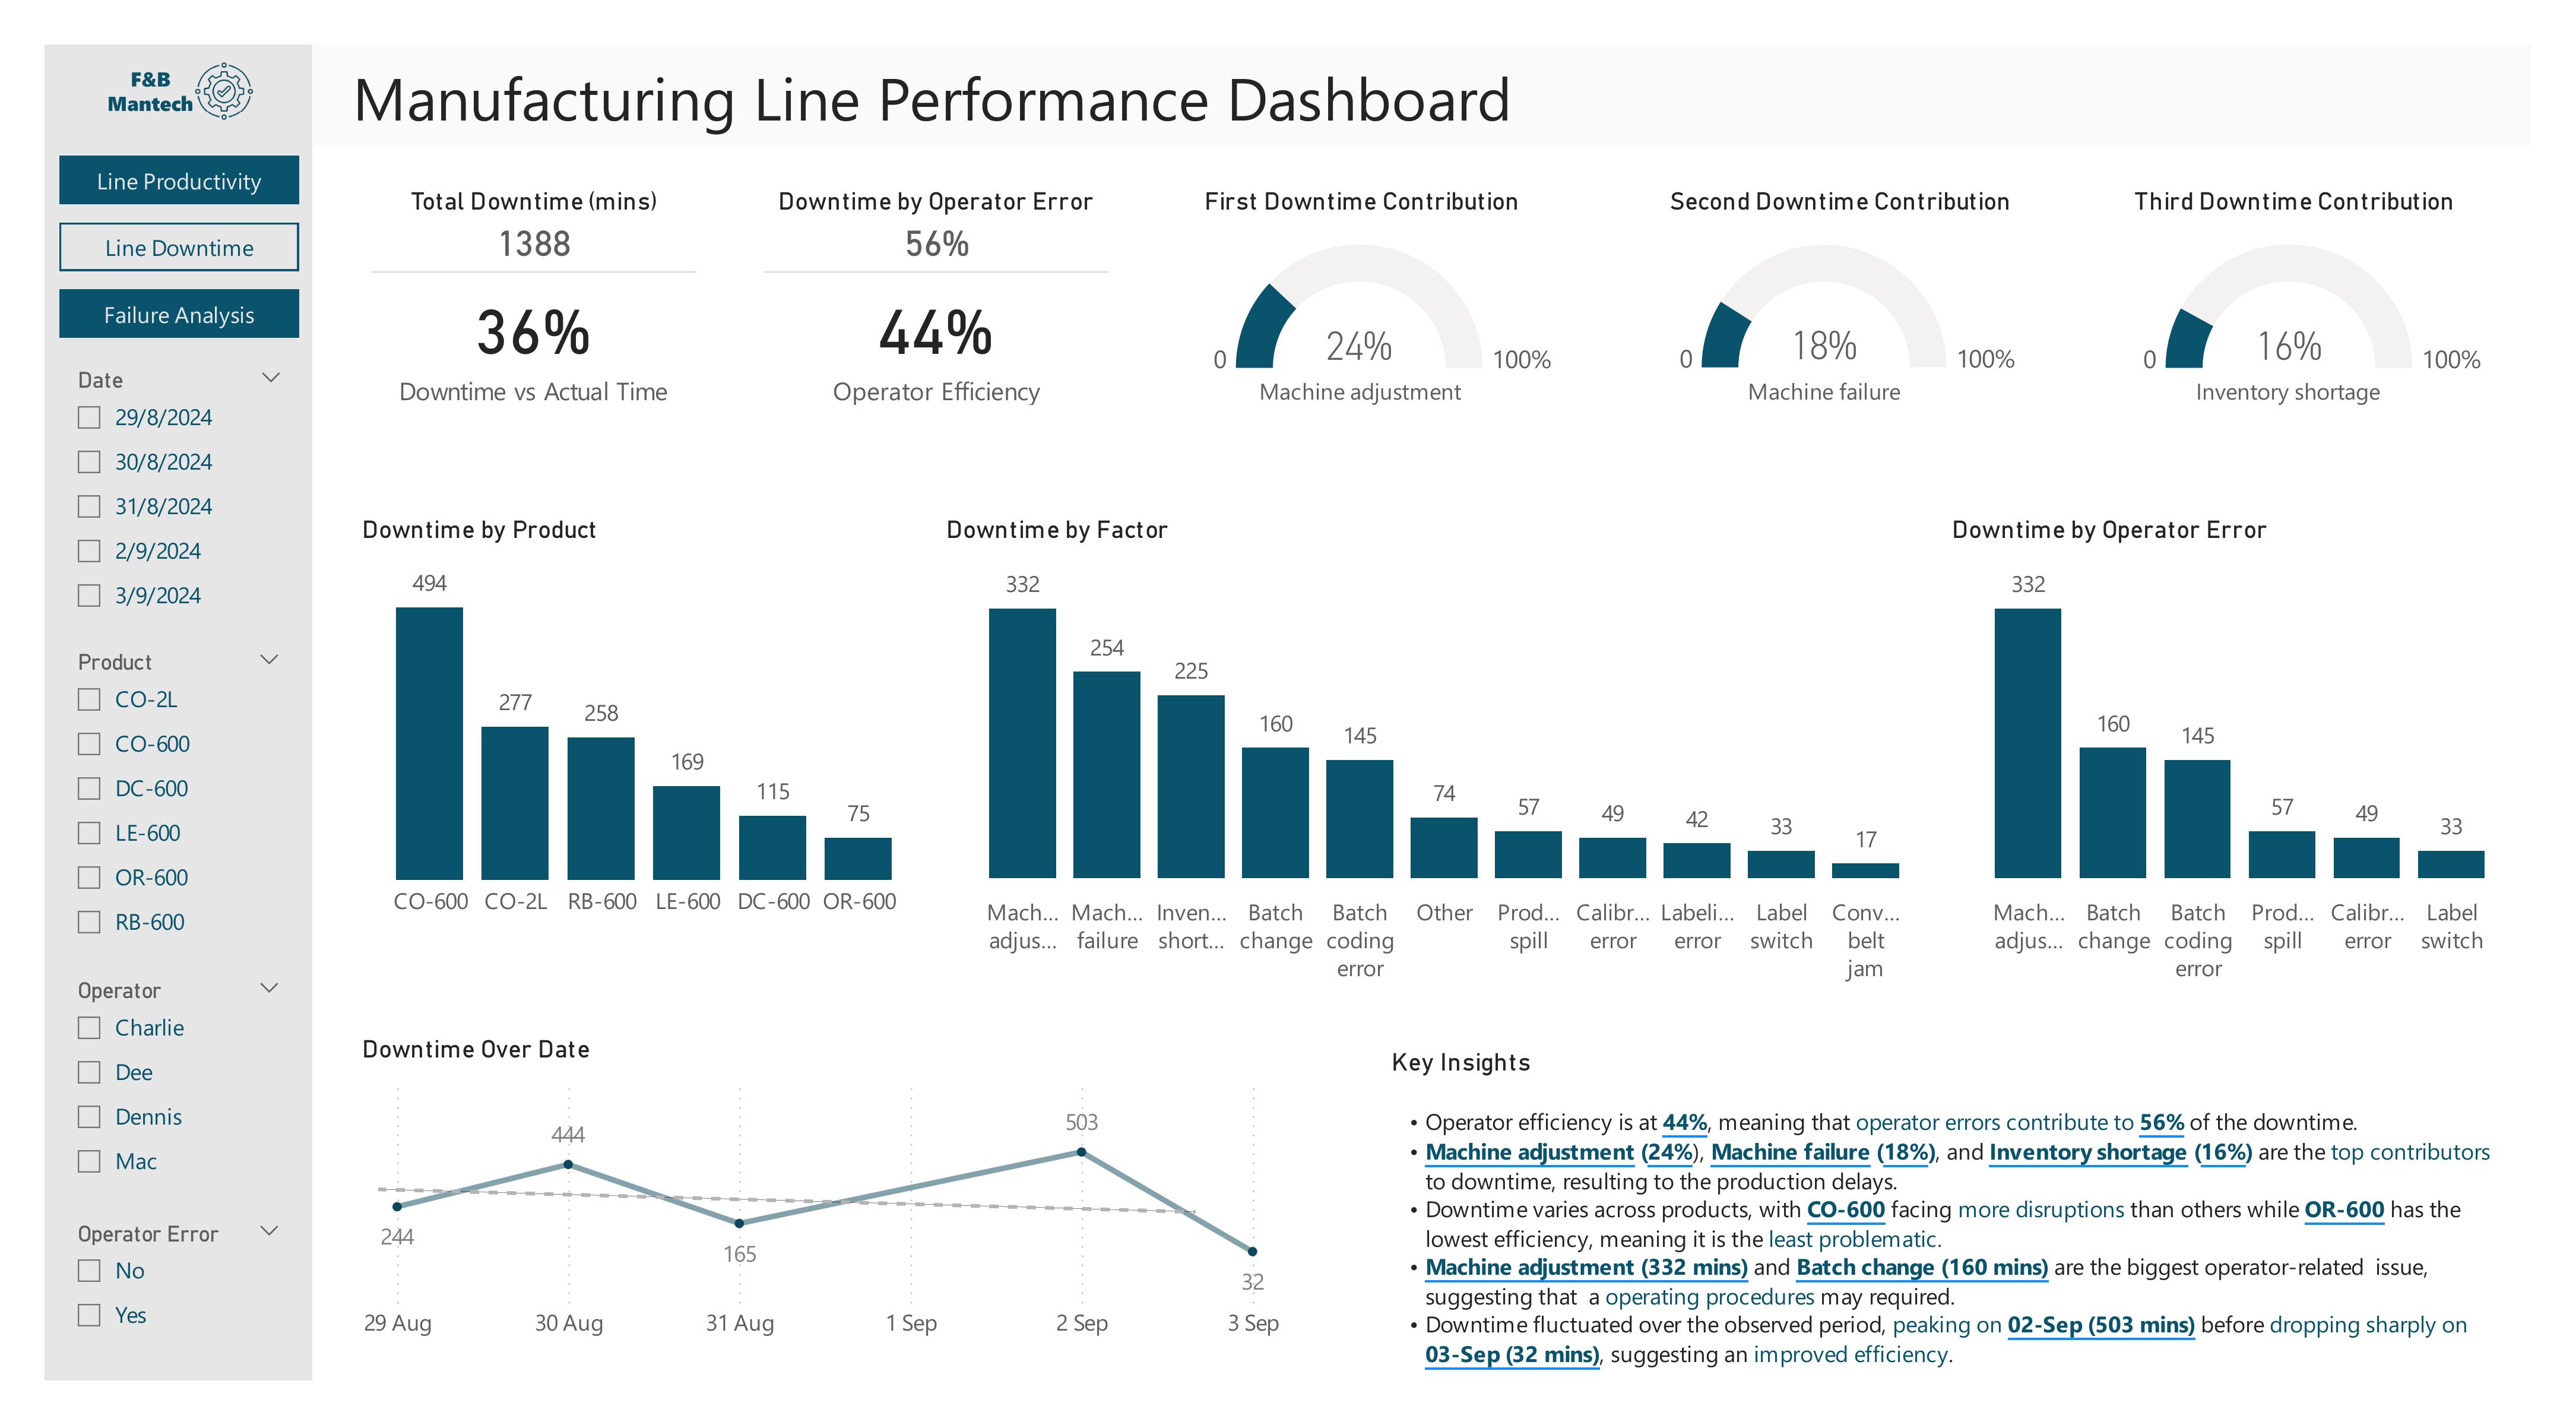 F&B
Mantech
Manufacturing Line Performance Dashboard
Line Productivity
Line Downtime
Failure Analysis
Date
29/8/2024
30/8/2024
31/8/2024
2/9/2024
3/9/2024
Product
CO-2L
CO-600
DC-600
LE-600
OR-600
RB-600
Operator
Charlie
Dee
Dennis
Mac
Operator Error
No
Yes
Total Downtime (mins)
1388
36%
Downtime vs Actual Time
Downtime by Operator Error
56%
44%
Operator Efficiency
First Downtime Contribution
24%
0
100%
Machine adjustment
Second Downtime Contribution
18%
0
100%
Machine failure
Third Downtime Contribution
16%
0
100%
Inventory shortage
Downtime by Product
494
277
258
169
115
75
CO-600 CO-2L RB-600 LE-600 DC-600 OR-600
Downtime by Factor
332
254
225
160
145
74
57
49
42
33
17
Mach... Mach... Inven... Batch Batch Other Prod... Calibr... Labeli... Label Conv...
adjus... failure short... change coding spill error error switch belt
error jam
Downtime by Operator Error
332
160
145
57
49
33
Mach... Batch Batch Prod... Calibr... Label
adjus... change coding spill error switch
error
Downtime Over Date
244
444
165
503
32
29 Aug 30 Aug 31 Aug 1 Sep 2 Sep 3 Sep
Key Insights
• Operator efficiency is at 44%, meaning that operator errors contribute to 56% of the downtime.
• Machine adjustment (24%), Machine failure (18%), and Inventory shortage (16%) are the top contributors
to downtime, resulting to the production delays.
• Downtime varies across products, with CO-600 facing more disruptions than others while OR-600 has the
lowest efficiency, meaning it is the least problematic.
• Machine adjustment (332 mins) and Batch change (160 mins) are the biggest operator-related issue,
suggesting that a operating procedures may required.
• Downtime fluctuated over the observed period, peaking on 02-Sep (503 mins) before dropping sharply on
03-Sep (32 mins), suggesting an improved efficiency.